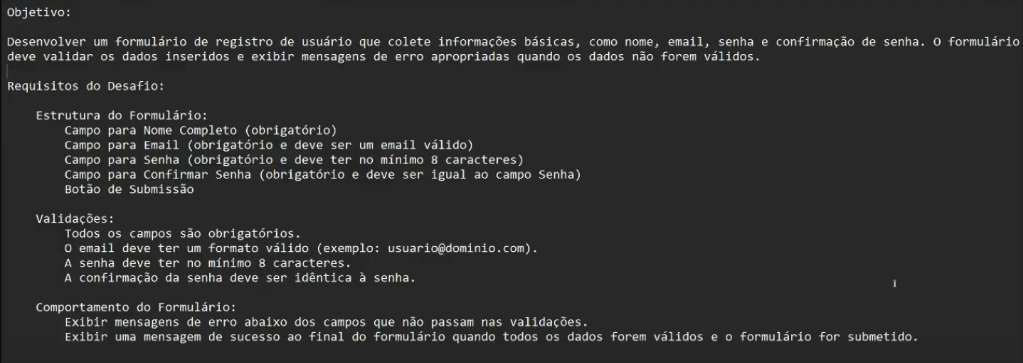 Objetivo:
Desenvolver um formulário de registro de usuário que colete informações básicas, como nome, email, senha e confirmação de senha. O formulário
deve validar os dados inseridos e exibir mensagens de erro apropriadas quando os dados não forem válidos.
Requisitos do Desafio:
Estrutura do Formulário:
Campo para Nome Completo (obrigatório)
Campo para Email (obrigatório e deve ser um email válido)
Campo para Senha (obrigatório e deve ter no mínimo 8 caracteres)
Campo para Confirmar Senha (obrigatório e deve ser igual ao campo Senha)
Botão de Submissão
Validações:
Todos os campos são obrigatórios.
O email deve ter um formato válido (exemplo: usuario@dominio.com).
A senha deve ter no mínimo 8 caracteres.
A confirmação da senha deve ser idêntica à senha.
Comportamento do Formulário:
Exibir mensagens de erro abaixo dos campos que não passam nas validações.
Exibir uma mensagem de sucesso ao final do formulário quando todos os dados forem válidos e o formulário for submetido.